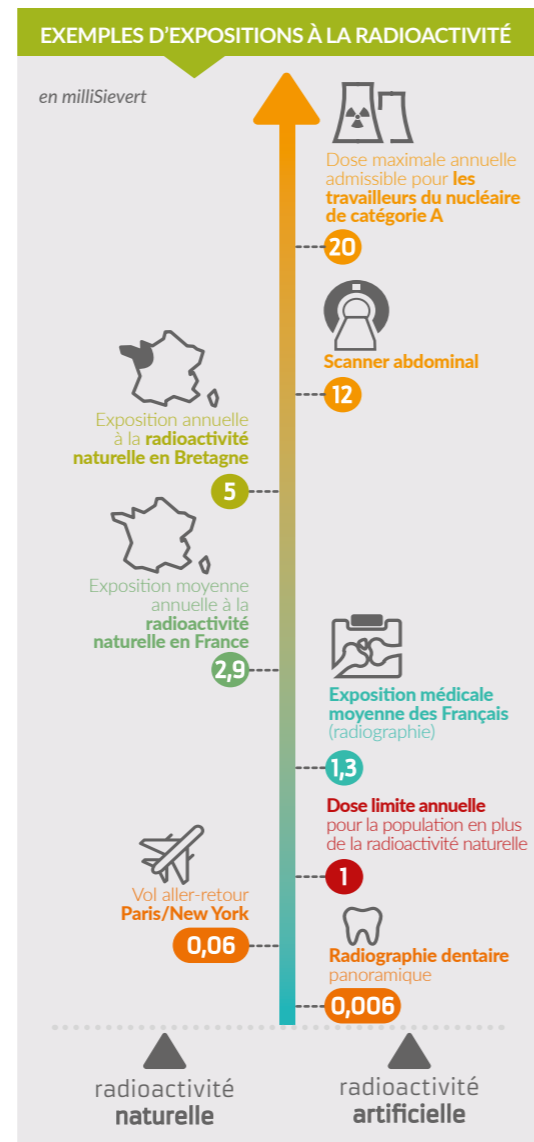 EXEMPLES D'EXPOSITIONS À LA RADIOACTIVITÉ
en milliSievert
Dose maximale annuelle
admissible pour les
travailleurs du nucléaire
de catégorie A
20
Scanner abdominal
12
Exposition annuelle
à la radioactivité
naturelle en Bretagne
5
Exposition moyenne
annuelle à la
radioactivité
naturelle en France
2,9
Exposition médicale
moyenne des Français
(radiographie)
1,3
Dose limite annuelle
pour la population en plus
de la radioactivité naturelle
1
Vol aller-retour
Paris/New York
0,06
Radiographie dentaire
panoramique
0,006
radioactivité
naturelle
radioactivité
artificielle